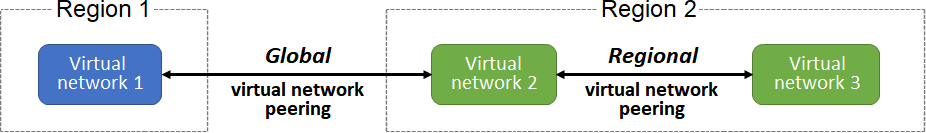 Region 1
Region 2
Virtual
network 1
Global
virtual network
peering
Virtual
network 2
Regional
virtual network
peering
Virtual
network 3